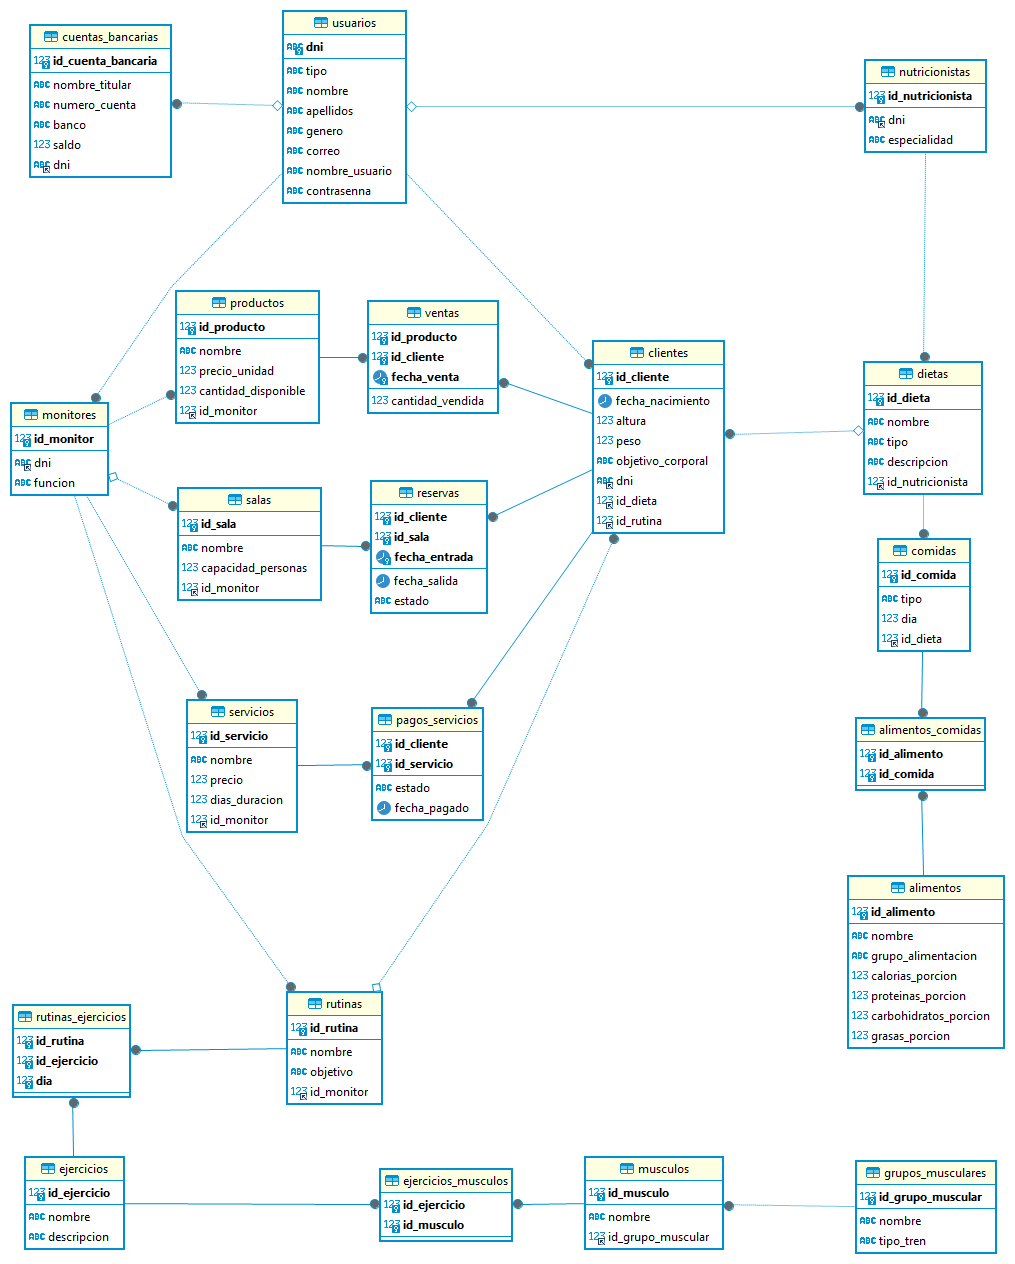 cuentas_bancarias
id_cuenta_bancaria
nombre_titular
numero_cuenta
banco
saldo
dni
usuarios
dni
tipo
nombre
apellidos
genero
correo
nombre_usuario
contrasenna
nutricionistas
id_nutricionista
dni
especialidad
productos
id_producto
nombre
precio_unidad
cantidad_disponible
id_monitor
ventas
id_producto
id_cliente
fecha_venta
cantidad_vendida
clientes
id_cliente
fecha_nacimiento
altura
peso
objetivo_corporal
dni
id_dieta
id_rutina
dietas
id_dieta
nombre
tipo
descripcion
id_nutricionista
monitores
id_monitor
dni
funcion
salas
id_sala
nombre
capacidad_personas
id_monitor
reservas
id_cliente
id_sala
fecha_entrada
fecha_salida
estado
comidas
id_comida
tipo
dia
id_dieta
servicios
id_servicio
nombre
precio
dias_duracion
id_monitor
pagos_servicios
id_cliente
id_servicio
estado
fecha_pagado
alimentos_comidas
id_alimento
id_comida
alimentos
id_alimento
nombre
grupo_alimentacion
calorias_porcion
proteinas_porcion
carbohidratos_porcion
grasas_porcion
rutinas_ejercicios
id_rutina
id_ejercicio
dia
rutinas
id_rutina
nombre
objetivo
id_monitor
ejercicios
id_ejercicio
nombre
descripcion
ejercicios_musculos
id_ejercicio
id_musculo
musculos
id_musculo
nombre
id_grupo_muscular
grupos_musculares
id_grupo_muscular
nombre
tipo_tren